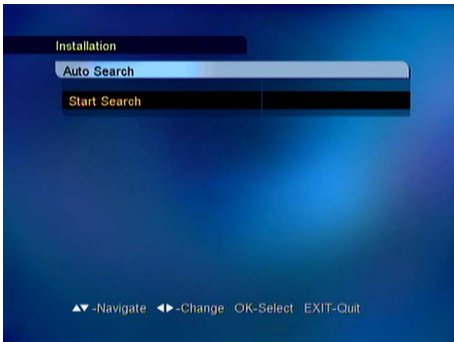 Installation
Auto Search
Start Search
▲▼-Navigate ◀▶-Change OK-Select EXIT-Quit